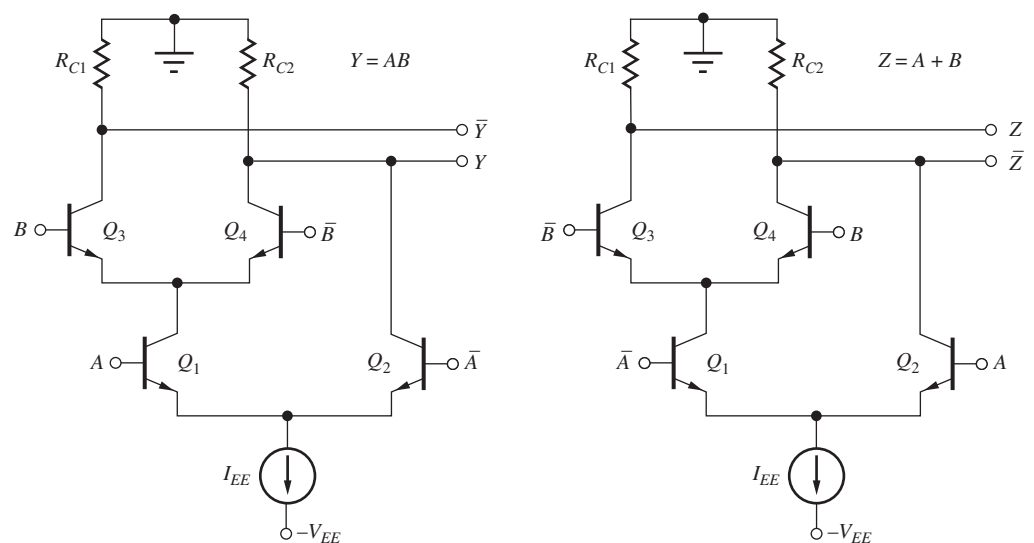 R_{C1} R_{C2} Y = AB
Y̅
Y
B Q_3 Q_4 B̅
A Q_1 Q_2 A̅
I_{EE}
–V_{EE}
R_{C1} R_{C2} Z = A + B
Z
Z̅
B̅ Q_3 Q_4 B
A̅ Q_1 Q_2 A
I_{EE}
–V_{EE}